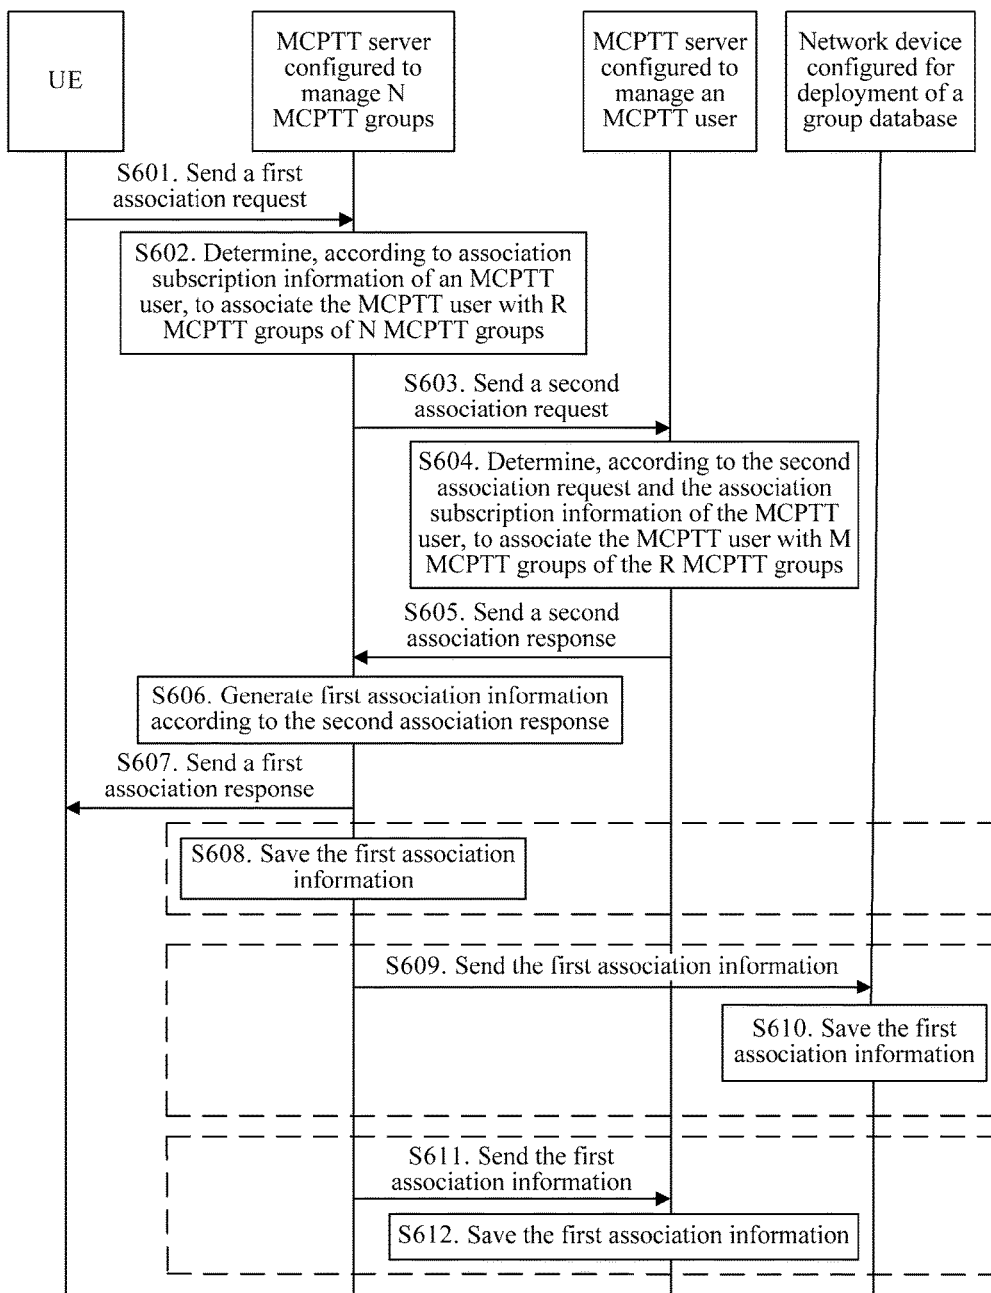 UE
MCPTT server
configured to
manage N
MCPTT groups
MCPTT server
configured to
manage an
MCPTT user
Network device
configured for
deployment of a
group database
S601. Send a first
association request
S602. Determine, according to association
subscription information of an MCPTT
user, to associate the MCPTT user with R
MCPTT groups of N MCPTT groups
S603. Send a second
association request
S604. Determine, according to the second
association request and the association
subscription information of the MCPTT
user, to associate the MCPTT user with M
MCPTT groups of the R MCPTT groups
S605. Send a second
association response
S606. Generate first association information
according to the second association response
S607. Send a first
association response
S608. Save the first association
information
S609. Send the first association information
S610. Save the first
association information
S611. Send the first
association information
S612. Save the first association information